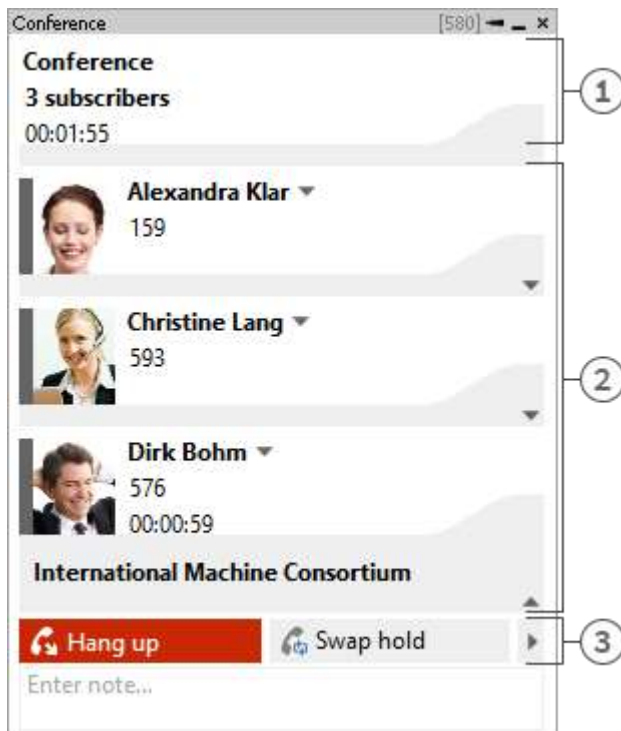 Conference [580]
Conference
3 subscribers
00:01:55
1
Alexandra Klar
159
Christine Lang
593
2
Dirk Bohm
576
00:00:59
International Machine Consortium
Hang up Swap hold
3
Enter note...